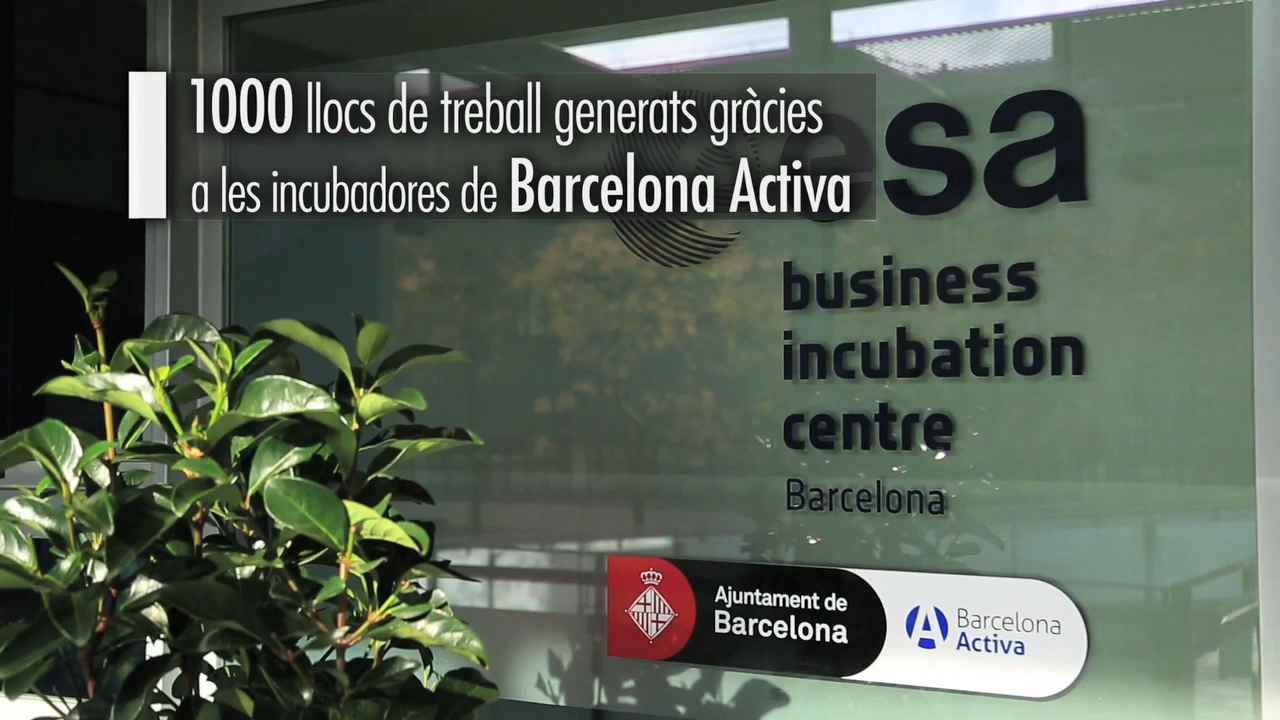 1000 llocs de treball generats gràcies
a les incubadores de Barcelona Activa
esa
business
incubation
centre
Barcelona
Ajuntament de
Barcelona
Barcelona
Activa